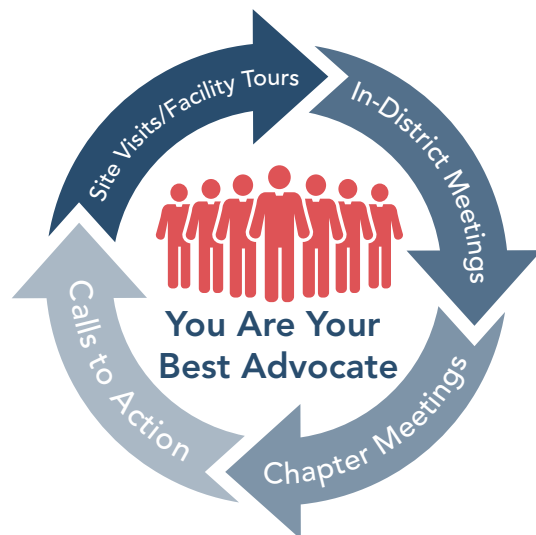 Site Visits/Facility Tours
In-District Meetings
Chapter Meetings
Calls to Action
You Are Your
Best Advocate